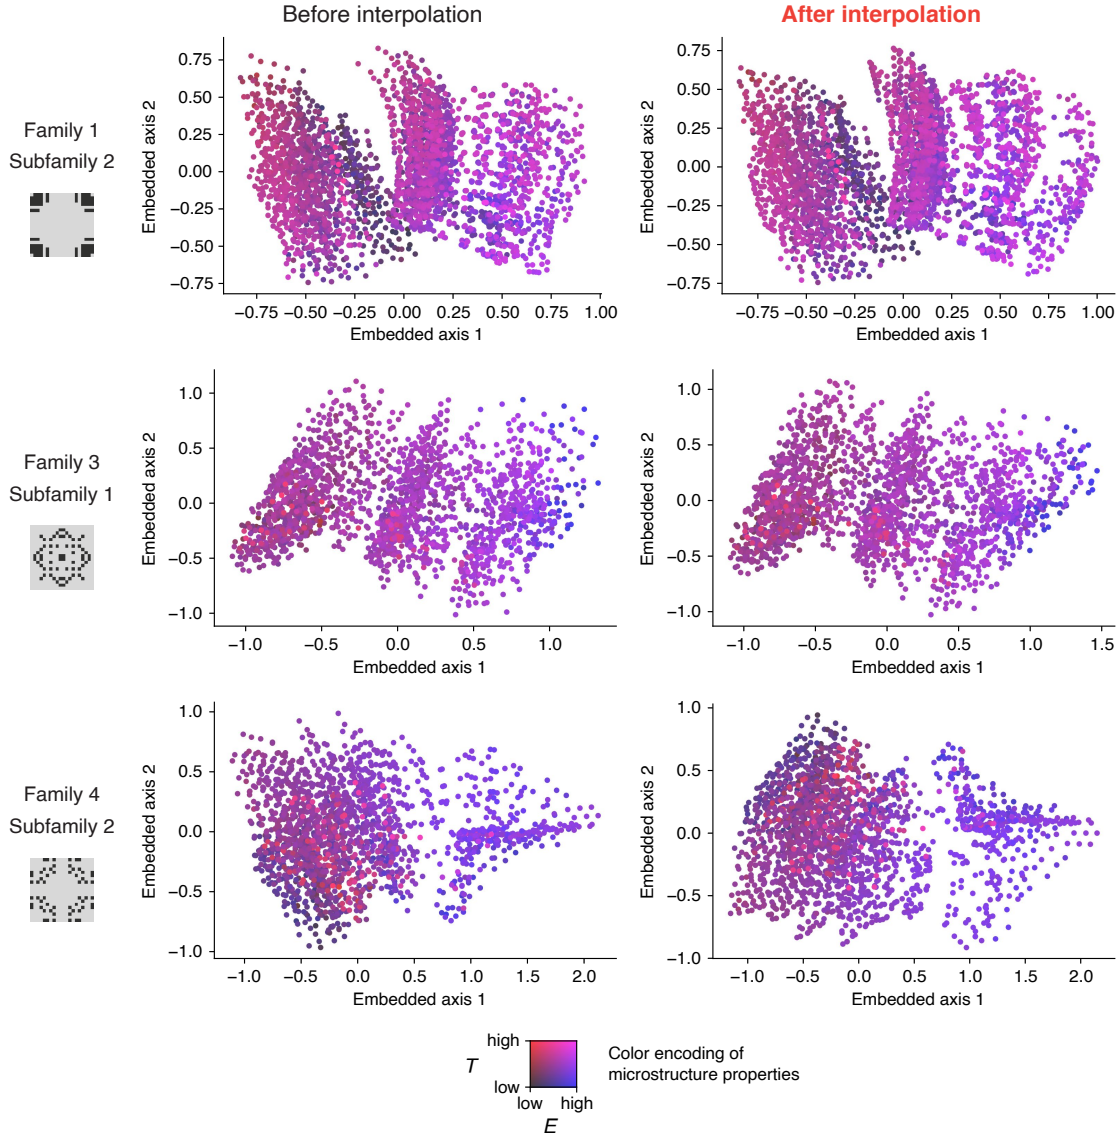 Before interpolation
After interpolation
Family 1
Subfamily 2
Embedded axis 2
0.75
0.50
0.25
0.00
−0.25
−0.50
−0.75
−0.75 −0.50 −0.25 0.00 0.25 0.50 0.75 1.00
Embedded axis 1
Embedded axis 2
0.75
0.50
0.25
0.00
−0.25
−0.50
−0.75
−0.75 −0.50 −0.25 0.00 0.25 0.50 0.75 1.00
Embedded axis 1
Family 3
Subfamily 1
Embedded axis 2
1.0
0.5
0.0
−0.5
−1.0
−1.0 −0.5 0.0 0.5 1.0
Embedded axis 1
Embedded axis 2
1.0
0.5
0.0
−0.5
−1.0
−1.0 −0.5 0.0 0.5 1.0 1.5
Embedded axis 1
Family 4
Subfamily 2
Embedded axis 2
1.0
0.5
0.0
−0.5
−1.0
−1.0 −0.5 0.0 0.5 1.0 1.5 2.0
Embedded axis 1
Embedded axis 2
1.0
0.5
0.0
−0.5
−1.0
−1.0 −0.5 0.0 0.5 1.0 1.5 2.0
Embedded axis 1
T
high
low
low high
E
Color encoding of
microstructure properties